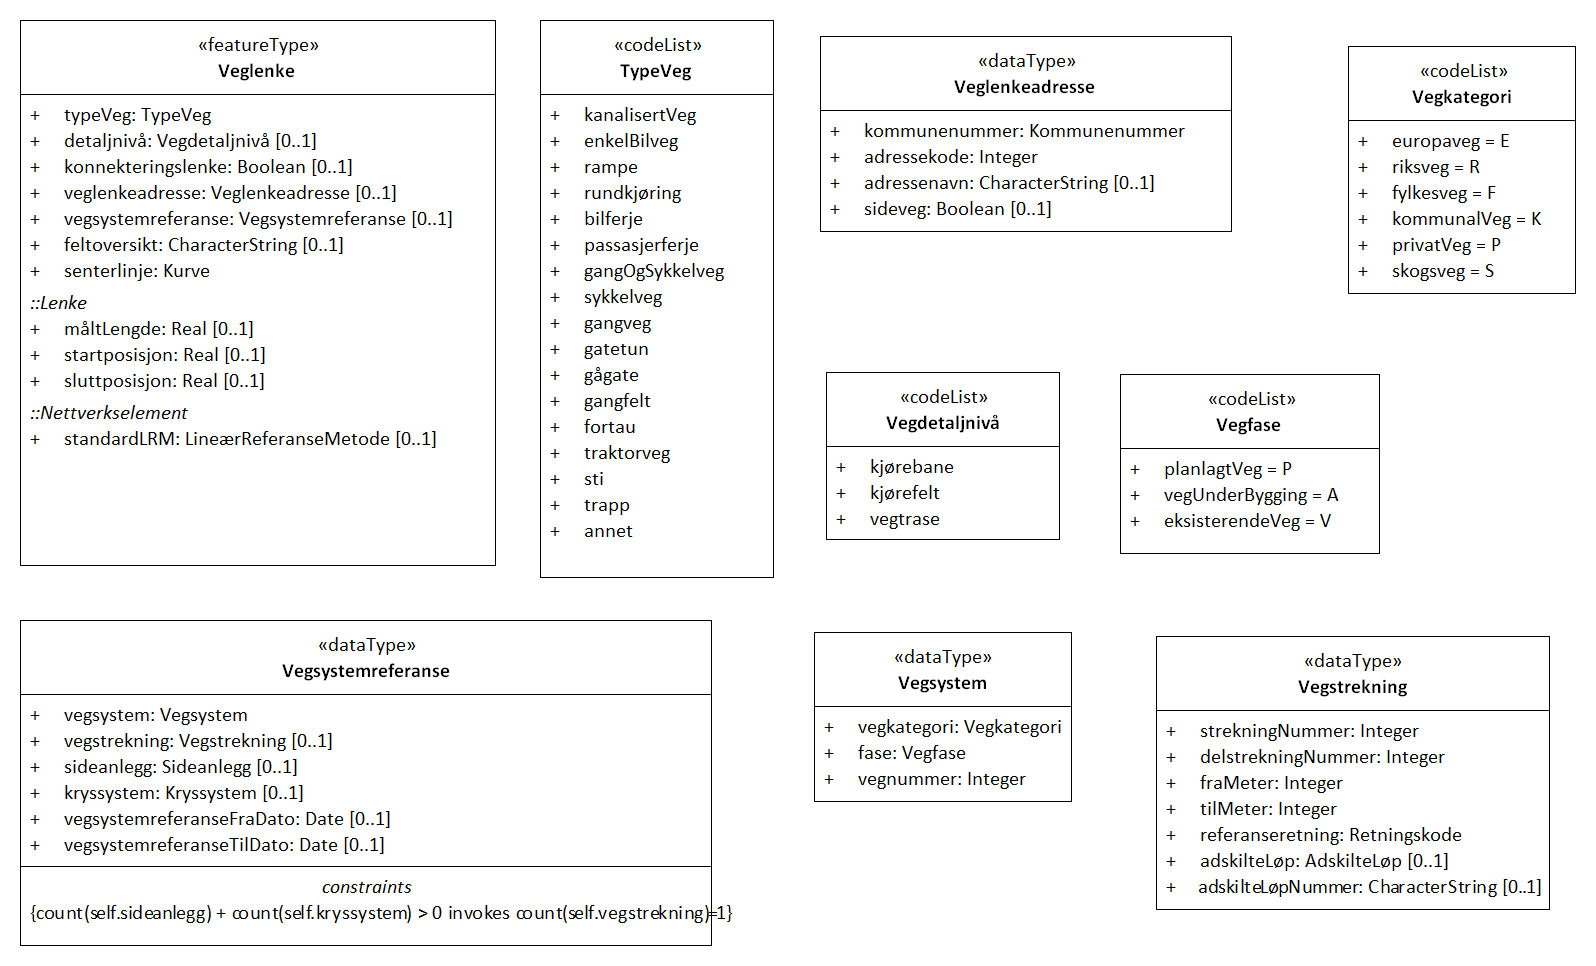 «featureType»
Veglenke
+ typeVeg: TypeVeg
+ detaljnivå: Vegdetaljnivå [0..1]
+ konnekteringslenke: Boolean [0..1]
+ veglenkeadresse: Veglenkeadresse [0..1]
+ vegsystemreferanse: Vegsystemreferanse [0..1]
+ feltoversikt: CharacterString [0..1]
+ senterlinje: Kurve
::Lenke
+ måltLengde: Real [0..1]
+ startposisjon: Real [0..1]
+ sluttposisjon: Real [0..1]
::Nettverkselement
+ standardLRM: LineærReferanseMetode [0..1]
«codeList»
TypeVeg
+ kanalisertVeg
+ enkelBilveg
+ rampe
+ rundkjøring
+ bilferje
+ passasjerferje
+ gangOgSykkelveg
+ sykkelveg
+ gangveg
+ gatetun
+ gågate
+ gangfelt
+ fortau
+ traktorveg
+ sti
+ trapp
+ annet
«dataType»
Veglenkeadresse
+ kommunenummer: Kommunenummer
+ adressekode: Integer
+ adressenavn: CharacterString [0..1]
+ sideveg: Boolean [0..1]
«codeList»
Vegkategori
+ europaveg = E
+ riksveg = R
+ fylkesveg = F
+ kommunalVeg = K
+ privatVeg = P
+ skogsveg = S
«codeList»
Vegdetaljnivå
+ kjørebane
+ kjørefelt
+ vegtrase
«codeList»
Vegfase
+ planlagtVeg = P
+ vegUnderBygging = A
+ eksisterendeVeg = V
«dataType»
Vegsystemreferanse
+ vegsystem: Vegsystem
+ vegstrekning: Vegstrekning [0..1]
+ sideanlegg: Sideanlegg [0..1]
+ kryssystem: Kryssystem [0..1]
+ vegsystemreferanseFraDato: Date [0..1]
+ vegsystemreferanseTilDato: Date [0..1]
constraints
{count(self.sideanlegg) + count(self.kryssystem) > 0 invokes count(self.vegstrekning)=1}
«dataType»
Vegsystem
+ vegkategori: Vegkategori
+ fase: Vegfase
+ vegnummer: Integer
«dataType»
Vegstrekning
+ strekningNummer: Integer
+ delstrekningNummer: Integer
+ fraMeter: Integer
+ tilMeter: Integer
+ referanseretning: Retningskode
+ adskilteLøp: AdskilteLøp [0..1]
+ adskilteLøpNummer: CharacterString [0..1]